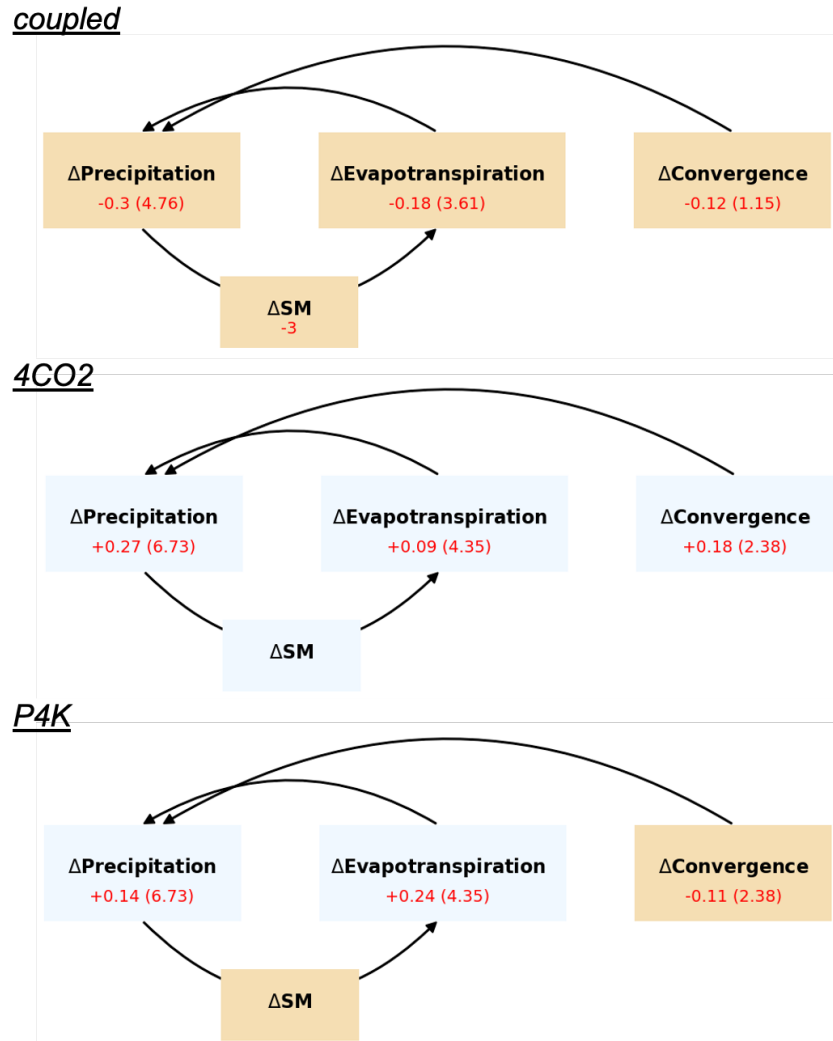 coupled
ΔPrecipitation ΔEvapotranspiration ΔConvergence
-0.3 (4.76) -0.18 (3.61) -0.12 (1.15)
ΔSM
-3
4CO2
ΔPrecipitation ΔEvapotranspiration ΔConvergence
+0.27 (6.73) +0.09 (4.35) +0.18 (2.38)
ΔSM
P4K
ΔPrecipitation ΔEvapotranspiration ΔConvergence
+0.14 (6.73) +0.24 (4.35) -0.11 (2.38)
ΔSM